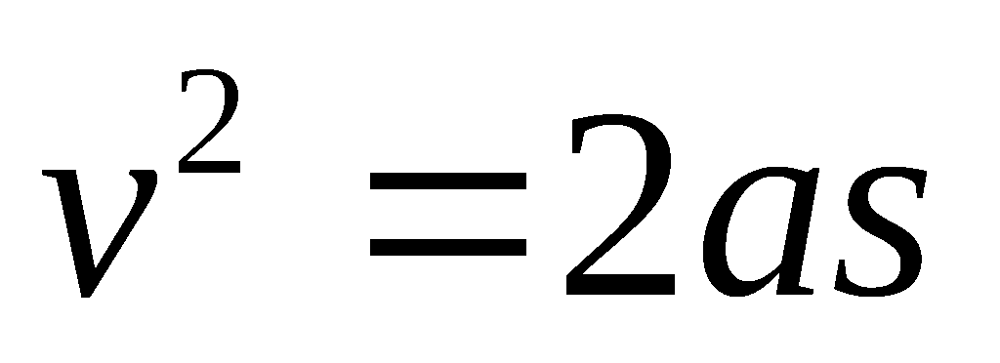 v² = 2as